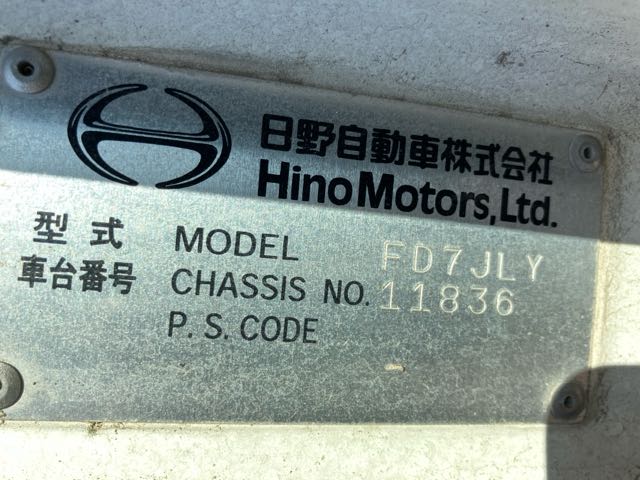 日野自動車株式会社
Hino Motors, Ltd.
型式 MODEL FD7JLY
車台番号 CHASSIS NO. 11836
P. S. CODE